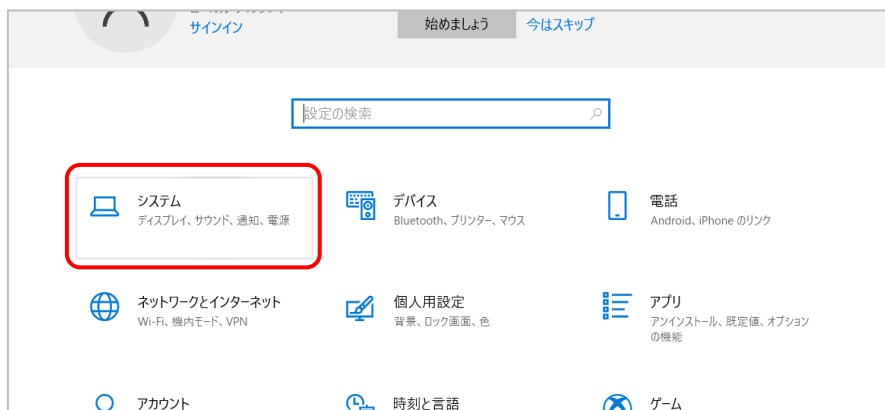 サインイン
始めましょう
今はスキップ
設定の検索
システム
ディスプレイ、サウンド、通知、電源
デバイス
Bluetooth、プリンター、マウス
電話
Android、iPhone のリンク
ネットワークとインターネット
Wi-Fi、機内モード、VPN
個人用設定
背景、ロック画面、色
アプリ
アンインストール、既定値、オプション
の機能
アカウント
時刻と言語
ゲーム